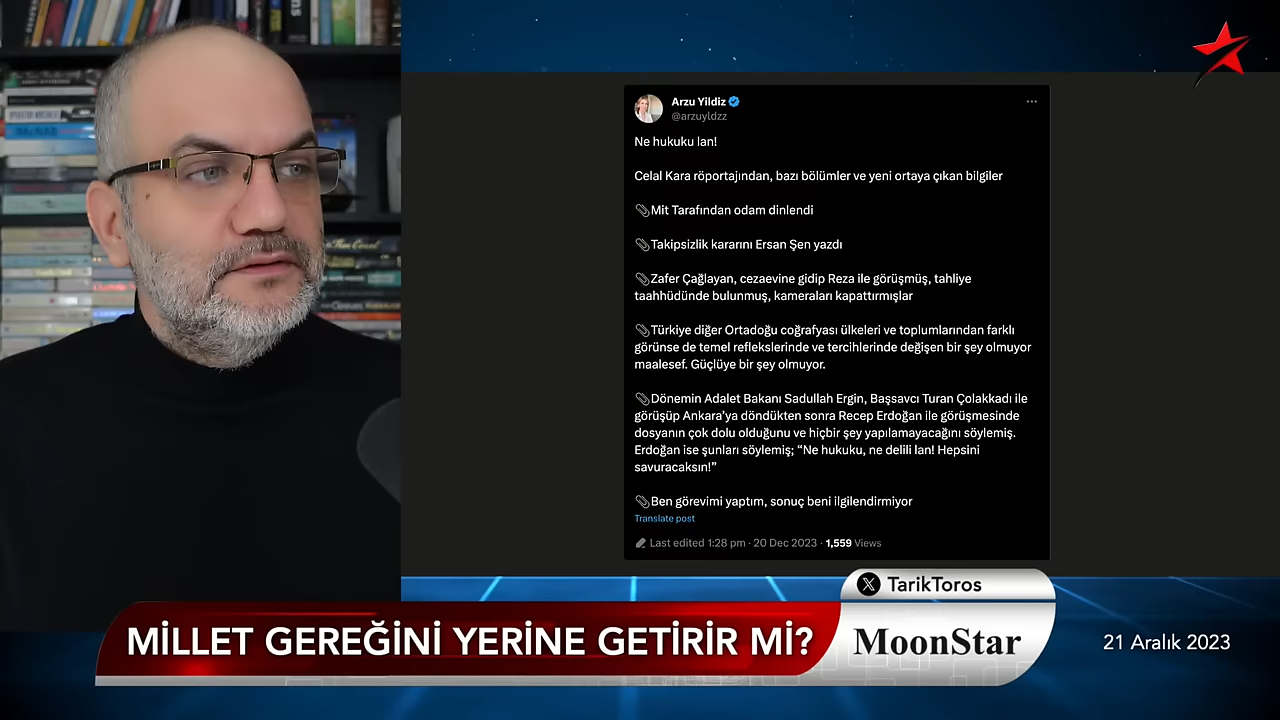 Arzu Yildiz
@arzuyldzz
Ne hukuku lan!
Celal Kara röportajından, bazı bölümler ve yeni ortaya çıkan bilgiler
📎Mit Tarafından odam dinlendi
📎Takipsizlik kararını Ersan Şen yazdı
📎Zafer Çağlayan, cezaevine gidip Reza ile görüşmüş, tahliye
taahhüdünde bulunmuş, kameraları kapattırmışlar
📎Türkiye diğer Ortadoğu coğrafyası ülkeleri ve toplumlarından farklı
görünse de temel reflekslerinde ve tercihlerinde değişen bir şey olmuyor
maalesef. Güçlüye bir şey olmuyor.
📎Dönemin Adalet Bakanı Sadullah Ergin, Başsavcı Turan Çolakkadı ile
görüşüp Ankara'ya döndükten sonra Recep Erdoğan ile görüşmesinde
dosyanın çok dolu olduğunu ve hiçbir şey yapılamayacağını söylemiş.
Erdoğan ise şunları söylemiş; “Ne hukuku, ne delili lan! Hepsini
savuracaksın!”
📎Ben görevimi yaptım, sonuç beni ilgilendirmiyor
Translate post
Last edited 1:28 pm · 20 Dec 2023 · 1,559 Views
X TarikToros
MİLLET GEREĞİNİ YERİNE GETİRİR Mİ?
MoonStar
21 Aralık 2023